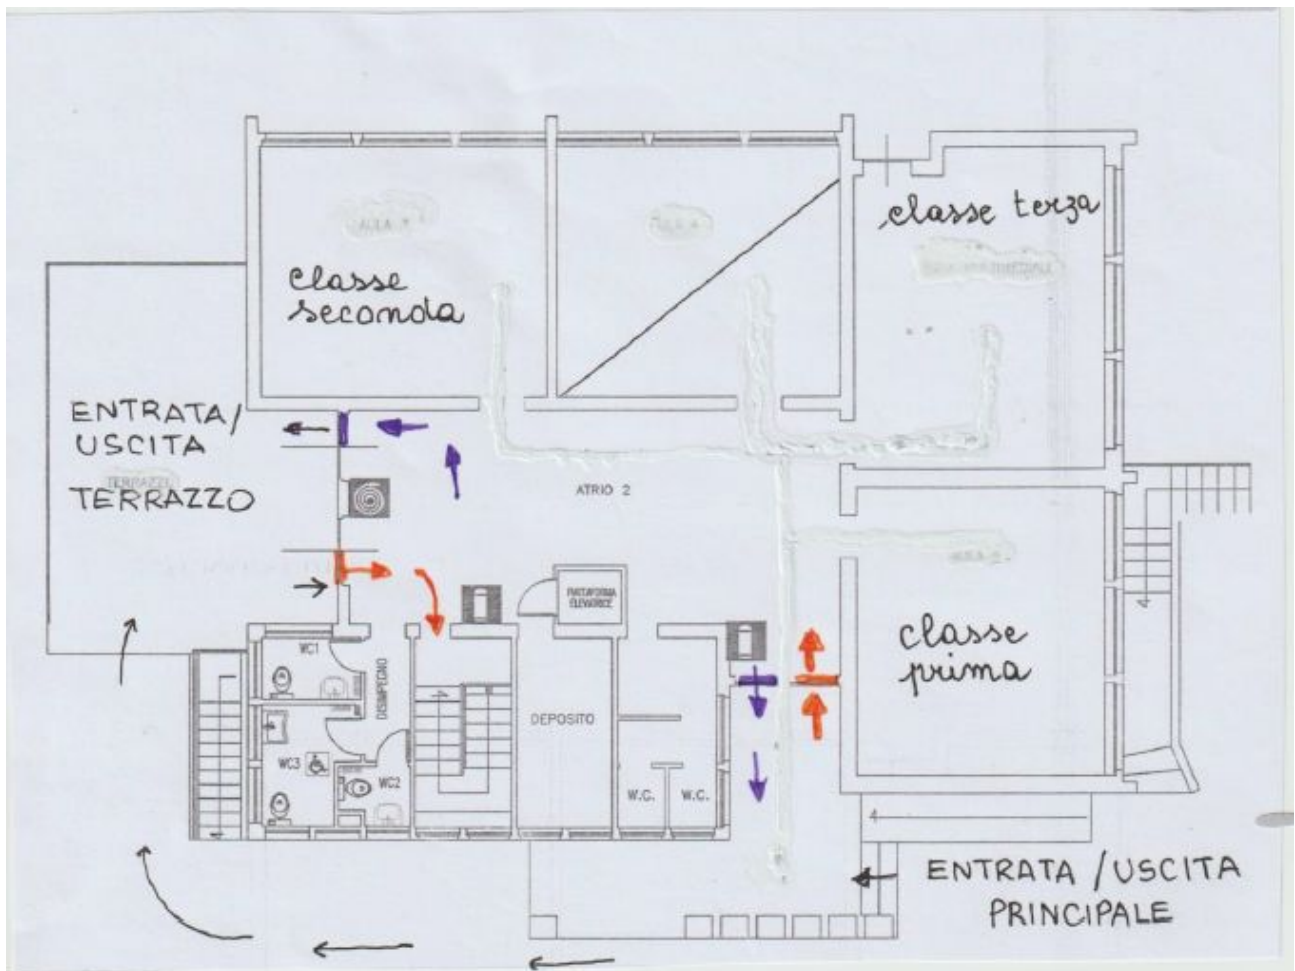 classe terza
classe
seconda
ENTRATA/
USCITA
TERRAZZO
ATRIO 2
PIATTAFORMA
ELEVATRICE
WC1
DISIMPEGNO
classe
prima
DEPOSITO
WC3
WC2
W.C.
W.C.
ENTRATA / USCITA
PRINCIPALE